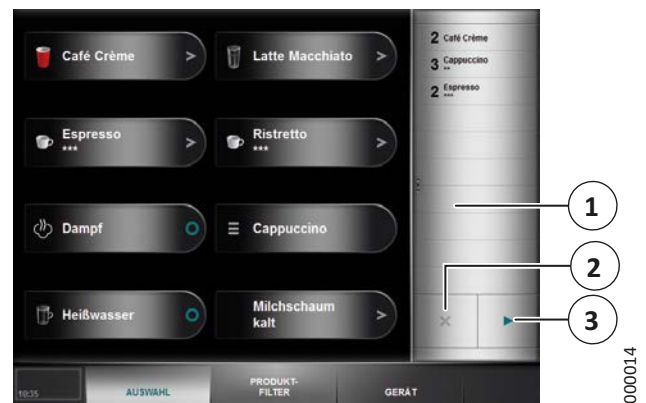 Café Crème
>
Latte Macchiato
>
Espresso
***
>
Ristretto
***
>
Dampf
Cappuccino
Heißwasser
Milchschaum
kalt
>
2 Café Crème
3 Cappuccino
**
2 Espresso
***
1
2
3
10:35
AUSWAHL
PRODUKT-
FILTER
GERÄT
000014